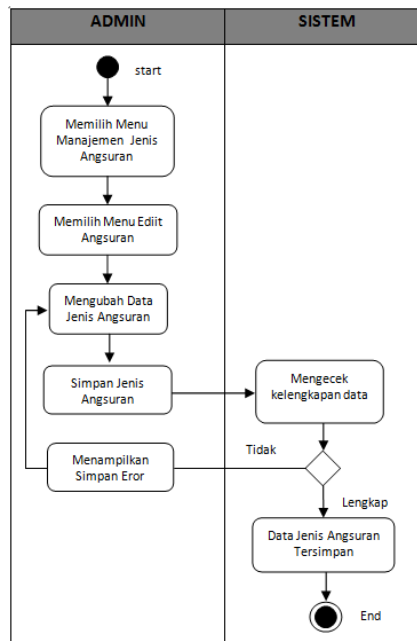 ADMIN
SISTEM
start
Memilih Menu
Manajemen Jenis
Angsuran
Memilih Menu Ediit
Angsuran
Mengubah Data
Jenis Angsuran
Simpan Jenis
Angsuran
Mengecek
kelengkapan data
Tidak
Menampilkan
Simpan Eror
Lengkap
Data Jenis Angsuran
Tersimpan
End